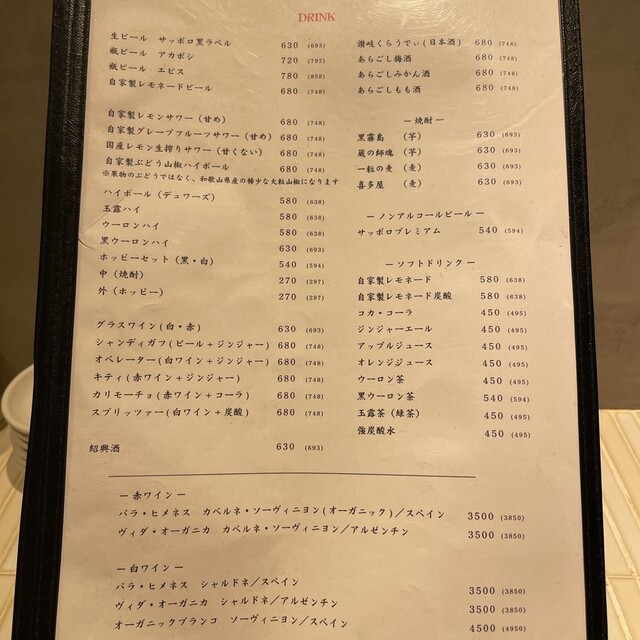 DRINK
生ビール サッポロ黒ラベル 630 (693)
瓶ビール アカボシ 720 (792)
瓶ビール エビス 780 (858)
自家製レモネードビール 680 (748)
自家製レモンサワー(甘め) 680 (748)
自家製グレープフルーツサワー(甘め) 680 (748)
国産レモン生搾りサワー(甘くない) 680 (748)
自家製ぶどう山椒ハイボール 680 (748)
※果物のぶどうではなく、和歌山県産の稀少な大粒山椒になります
ハイボール(デュワーズ) 580 (638)
玉露ハイ 580 (638)
ウーロンハイ 580 (638)
黒ウーロンハイ 630 (693)
ホッピーセット(黒・白) 540 (594)
中(焼酎) 270 (297)
外(ホッピー) 270 (297)
グラスワイン(白・赤) 630 (693)
シャンディガフ(ビール+ジンジャー) 680 (748)
オペレーター(白ワイン+ジンジャー) 680 (748)
キティ(赤ワイン+ジンジャー) 680 (748)
カリモーチョ(赤ワイン+コーラ) 680 (748)
スプリッツァー(白ワイン+炭酸) 680 (748)
紹興酒 630 (693)
讃岐くらうでぃ(日本酒) 680 (748)
あらごし梅酒 680 (748)
あらごしみかん酒 680 (748)
あらごしもも酒 680 (748)
ー焼酎ー
黒霧島 (芋) 630 (693)
蔵の師魂 (芋) 630 (693)
一粒の麦 (麦) 630 (693)
喜多屋 (麦) 630 (693)
ーノンアルコールビールー
サッポロプレミアム 540 (594)
ーソフトドリンクー
自家製レモネード 580 (638)
自家製レモネード炭酸 580 (638)
コカ・コーラ 450 (495)
ジンジャーエール 450 (495)
アップルジュース 450 (495)
オレンジジュース 450 (495)
ウーロン茶 450 (495)
黒ウーロン茶 540 (594)
玉露茶(緑茶) 450 (495)
強炭酸水 450 (495)
ー赤ワインー
パラ・ヒメネス カベルネ・ソーヴィニヨン(オーガニック)/スペイン 3500 (3850)
ヴィダ・オーガニカ カベルネ・ソーヴィニヨン/アルゼンチン 3500 (3850)
ー白ワインー
パラ・ヒメネス シャルドネ/スペイン 3500 (3850)
ヴィダ・オーガニカ シャルドネ/アルゼンチン 3500 (3850)
オーガニックブランコ ソーヴィニヨン/スペイン 4500 (4950)